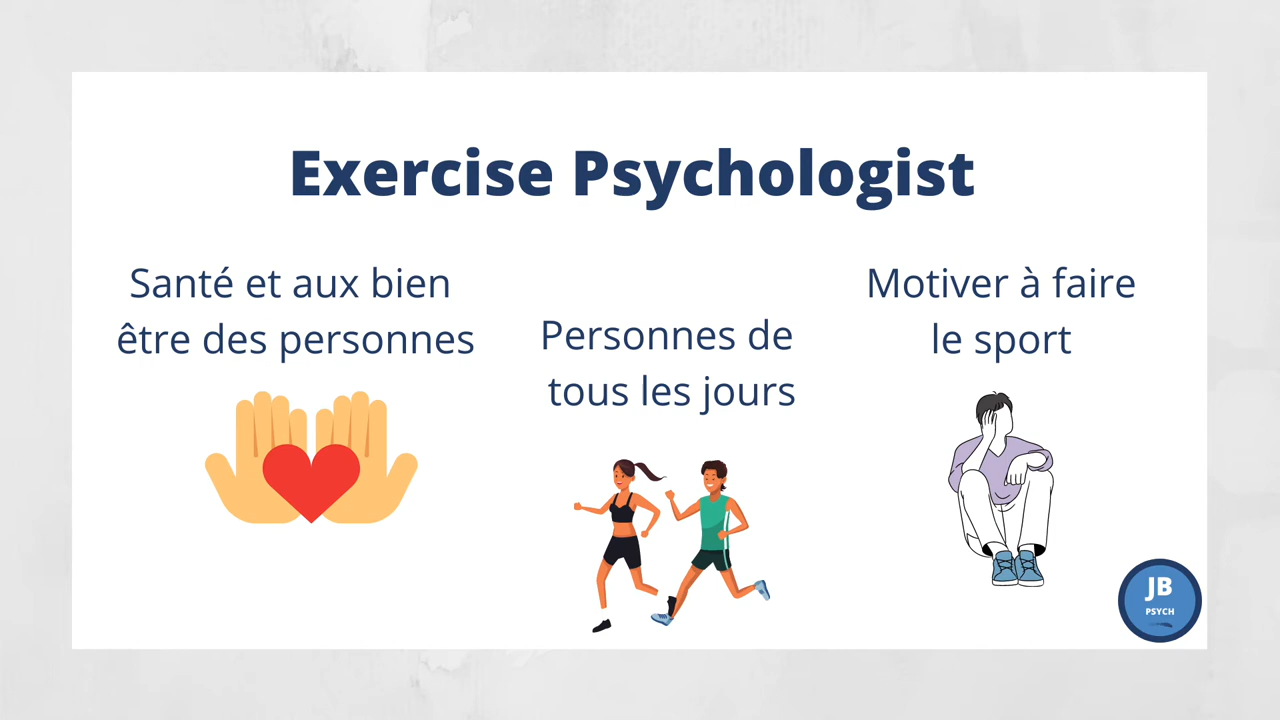 Exercise Psychologist
Santé et aux bien
être des personnes
Personnes de
tous les jours
Motiver à faire
le sport
JB
PSYCH